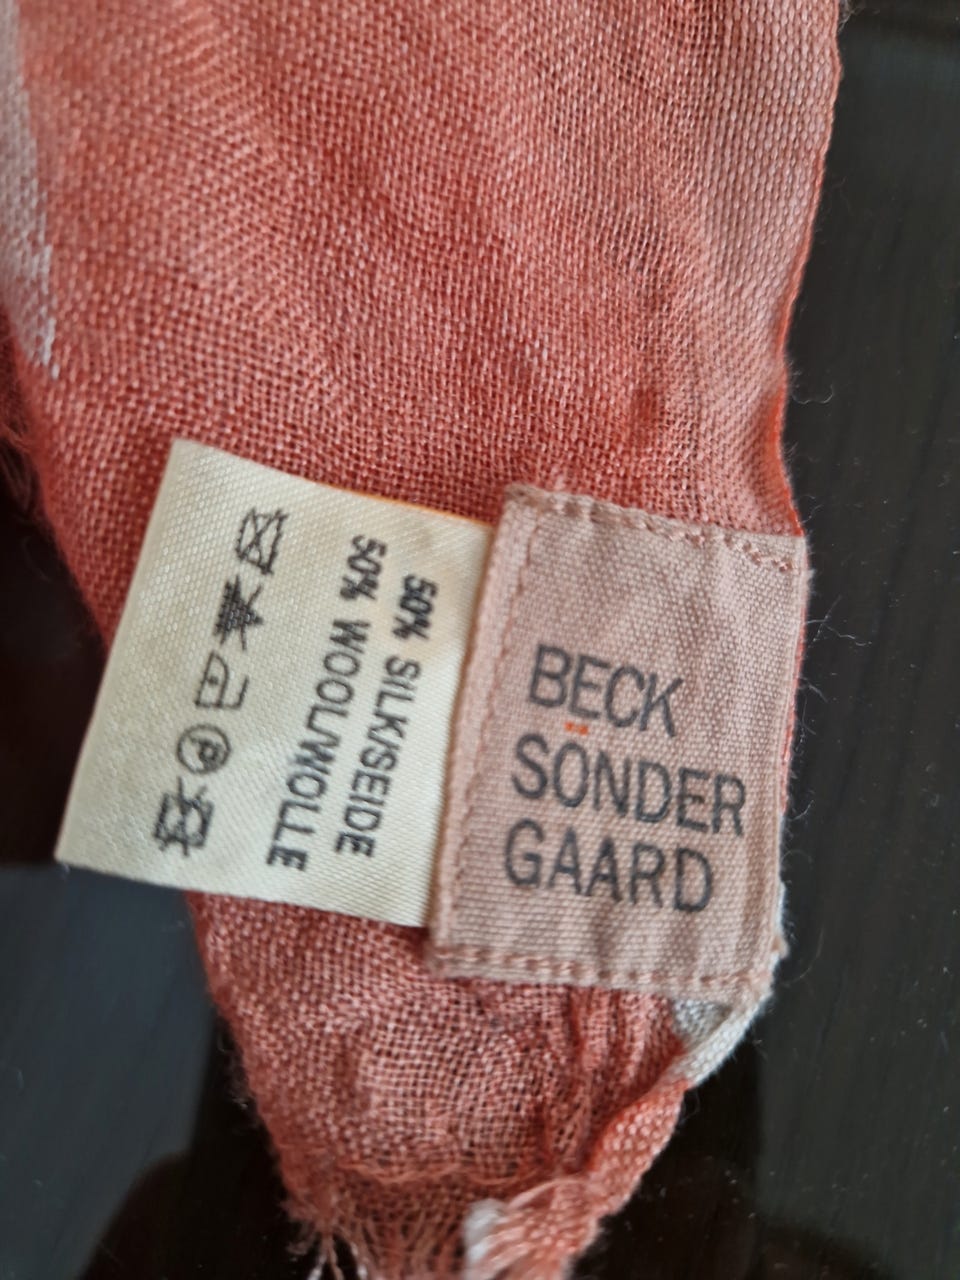 BECK
SÖNDER
GAARD
50% SILK/SEIDE
50% WOOL/WOLLE
P